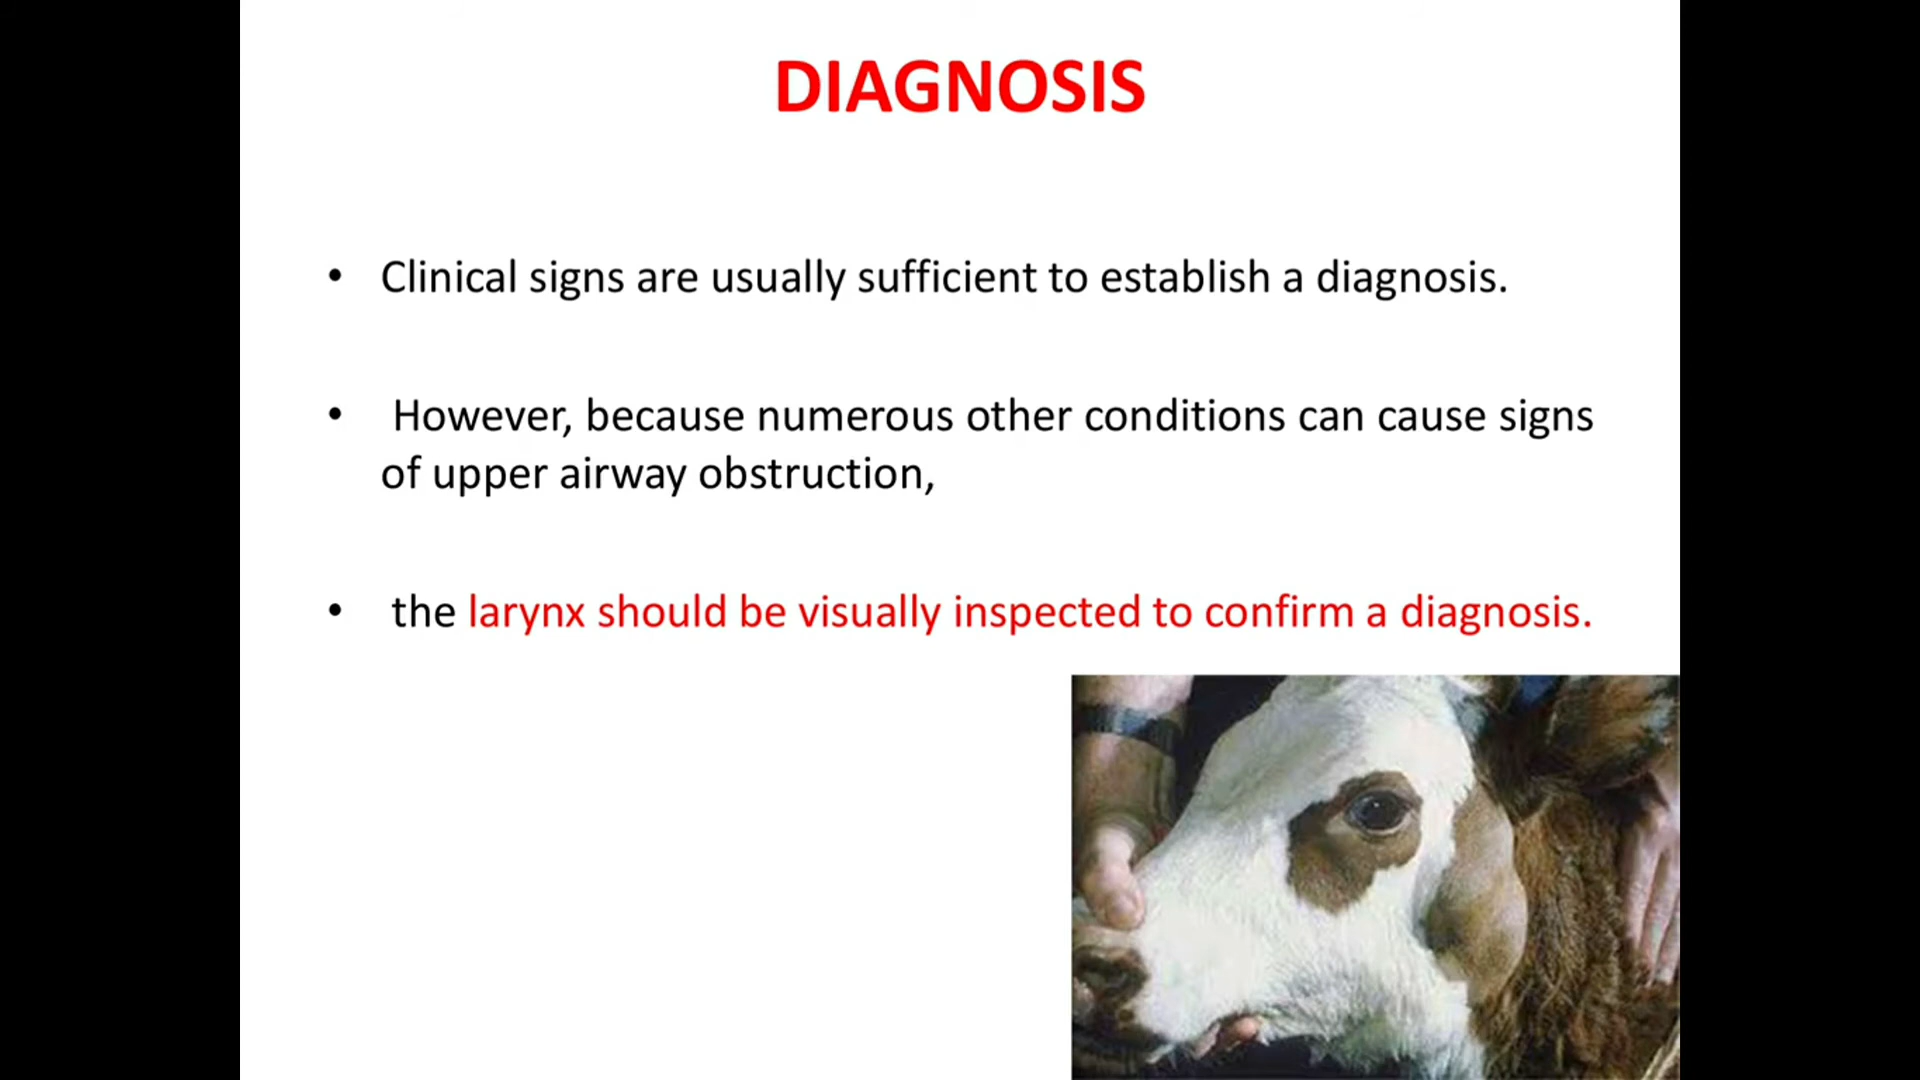 DIAGNOSIS
• Clinical signs are usually sufficient to establish a diagnosis.
• However, because numerous other conditions can cause signs
of upper airway obstruction,
• the larynx should be visually inspected to confirm a diagnosis.